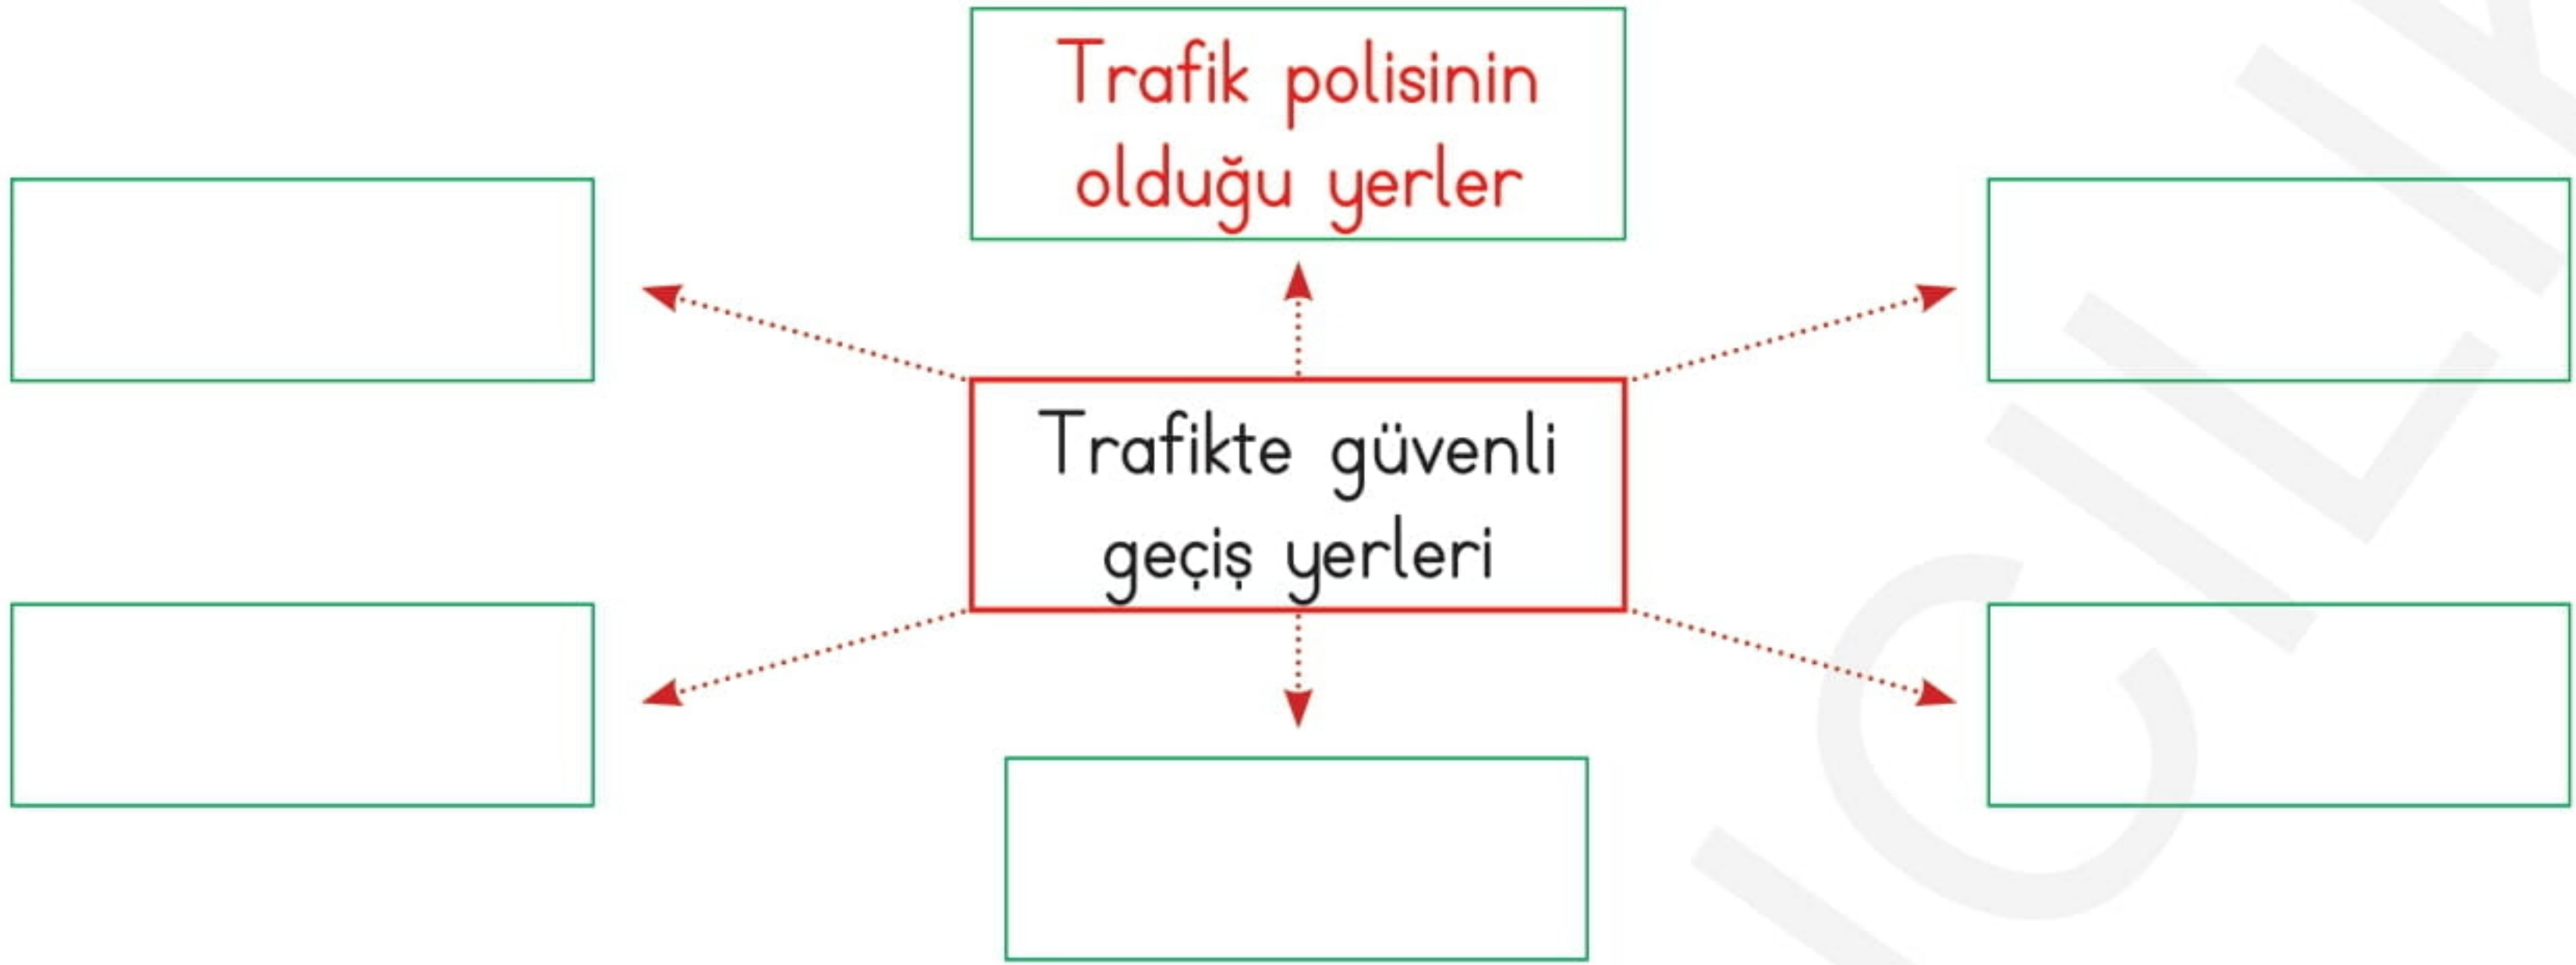 Trafik polisinin
olduğu yerler
Trafikte güvenli
geçiş yerleri